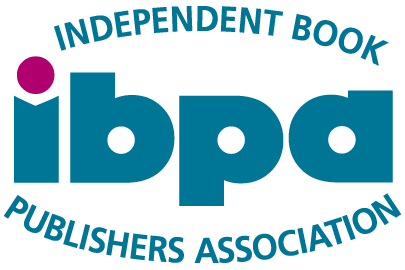 INDEPENDENT BOOK
ibpa
PUBLISHERS ASSOCIATION